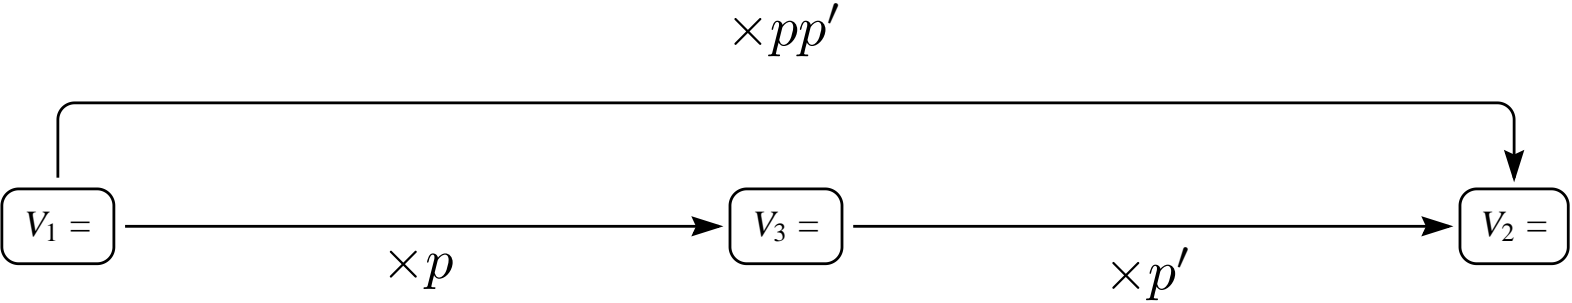 ×pp′
V₁ =
V₃ =
V₂ =
×p
×p′